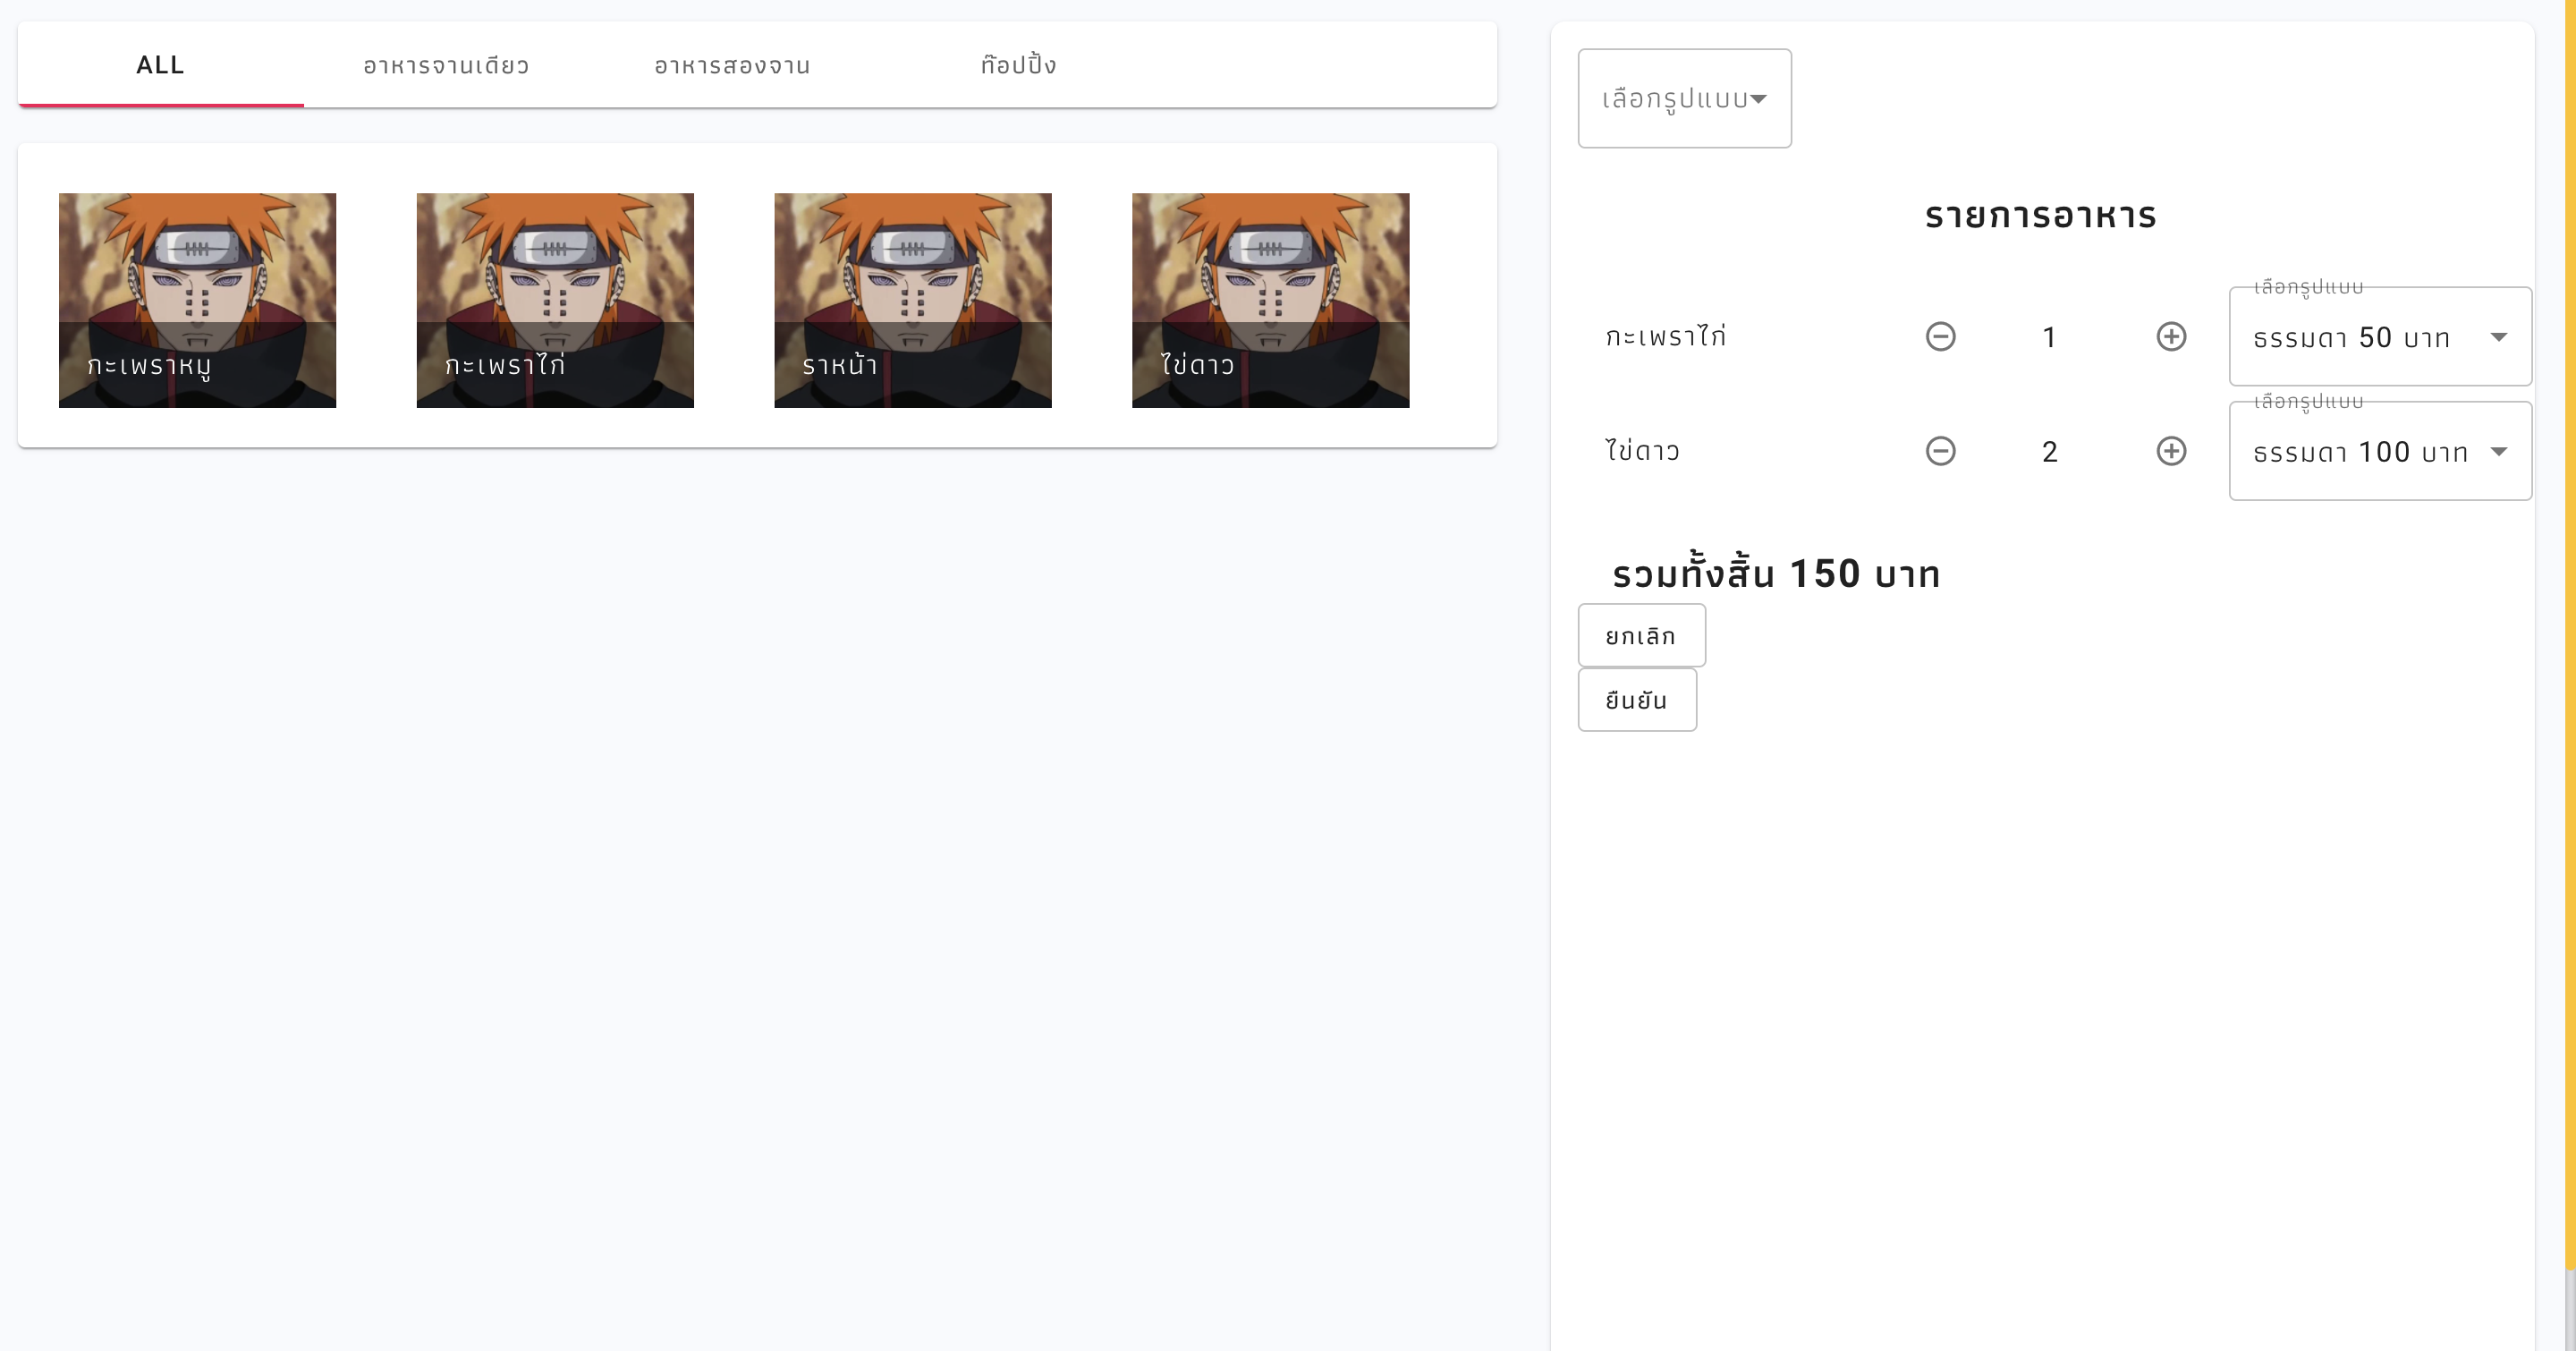 ALL
อาหารจานเดียว
อาหารสองจาน
ท๊อปปิ้ง
กะเพราหมู
กะเพราไก่
ราหน้า
ไข่ดาว
เลือกรูปแบบ
รายการอาหาร
เลือกรูปแบบ
กะเพราไก่ 1 ธรรมดา 50 บาท
เลือกรูปแบบ
ไข่ดาว 2 ธรรมดา 100 บาท
รวมทั้งสิ้น 150 บาท
ยกเลิก
ยืนยัน